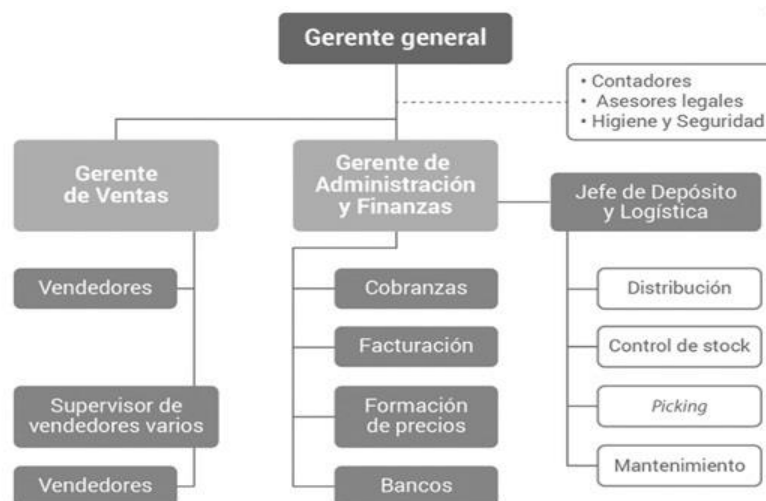 Gerente general
• Contadores
• Asesores legales
• Higiene y Seguridad
Gerente
de Ventas
Gerente de
Administración
y Finanzas
Jefe de Depósito
y Logística
Vendedores
Supervisor de
vendedores varios
Vendedores
Cobranzas
Facturación
Formación
de precios
Bancos
Distribución
Control de stock
Picking
Mantenimiento